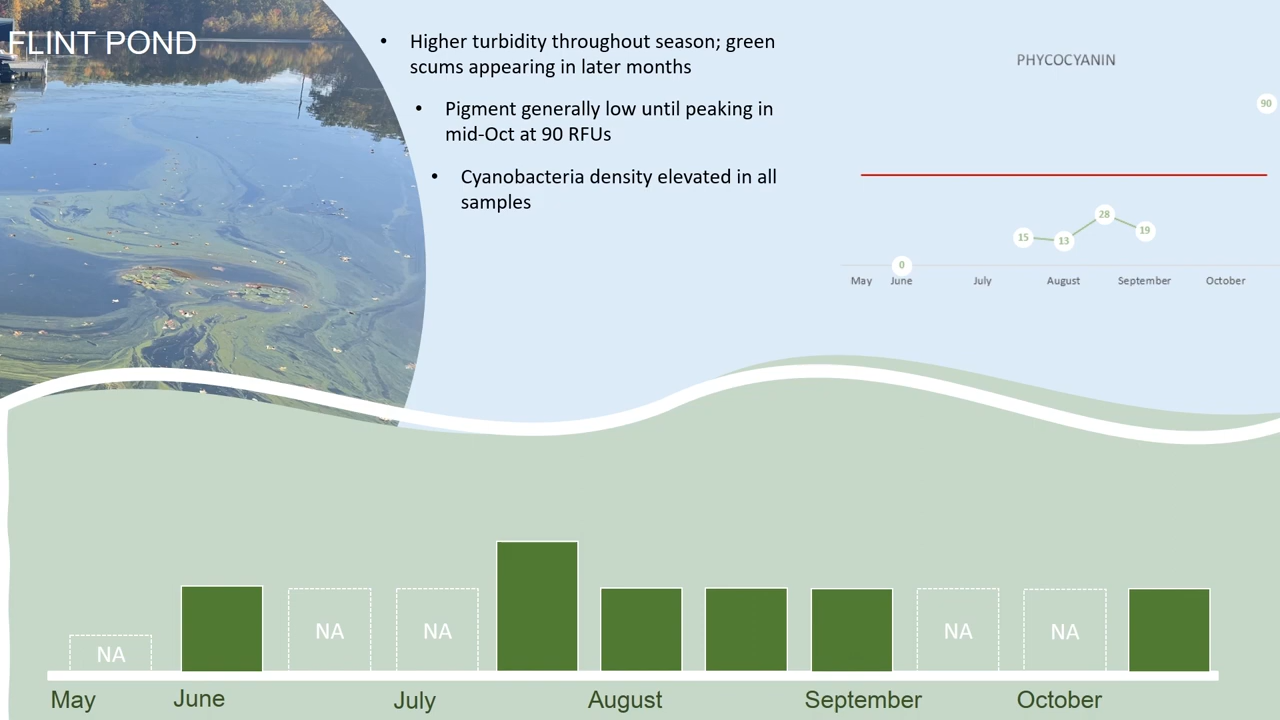 FLINT POND
• Higher turbidity throughout season; green
scums appearing in later months
• Pigment generally low until peaking in
mid-Oct at 90 RFUs
• Cyanobacteria density elevated in all
samples
PHYCOCYANIN
90
28
19
15
13
0
May June July August September October
NA
NA
NA
NA
NA
May June July August September October